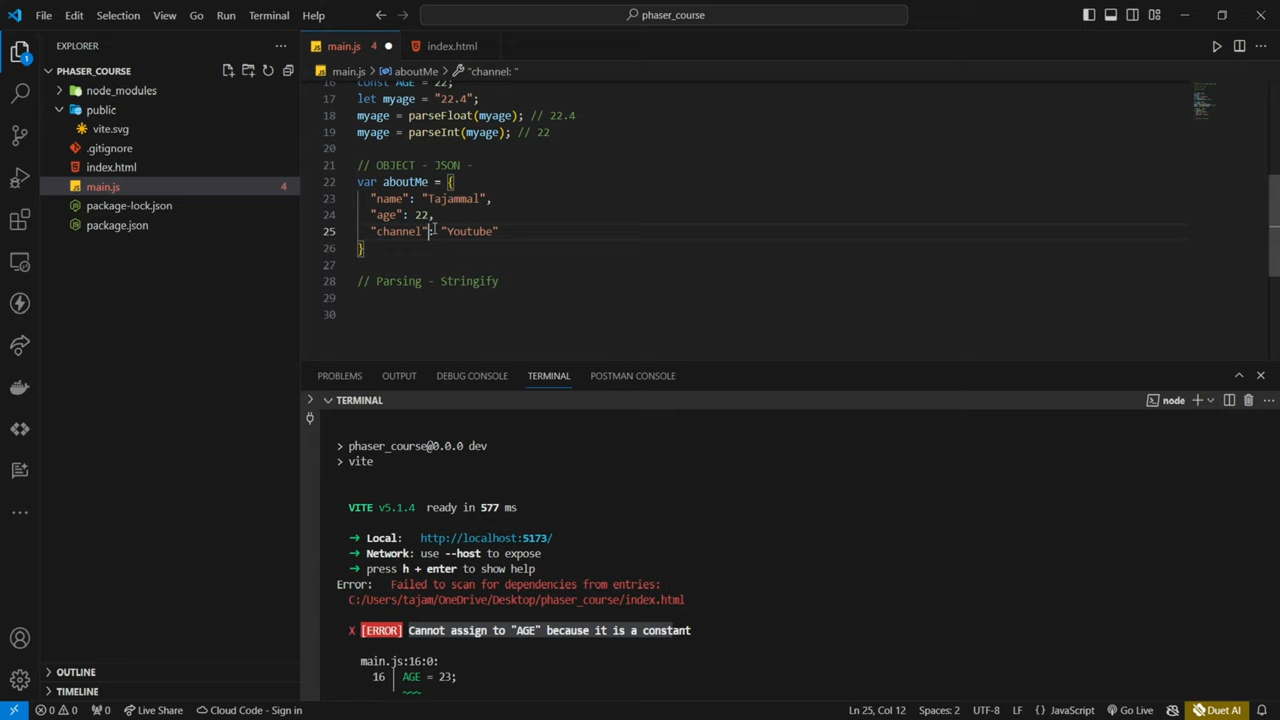 File Edit Selection View Go Run Terminal Help
phaser_course
EXPLORER
main.js 4
index.html
main.js > aboutMe > "channel: "
PHASER_COURSE
node_modules
public
vite.svg
.gitignore
index.html
main.js 4
package-lock.json
package.json
16 const AGE = 22;
17 let myage = "22.4";
18 myage = parseFloat(myage); // 22.4
19 myage = parseInt(myage); // 22
20
21 // OBJECT - JSON -
22 var aboutMe = {
23 "name": "Tajammal",
24 "age": 22,
25 "channel": "Youtube"
26 }
27
28 // Parsing - Stringify
29
30
PROBLEMS OUTPUT DEBUG CONSOLE TERMINAL POSTMAN CONSOLE
TERMINAL
node
> phaser_course@0.0.0 dev
> vite
VITE v5.1.4 ready in 577 ms
➜ Local: http://localhost:5173/
➜ Network: use --host to expose
➜ press h + enter to show help
Error: Failed to scan for dependencies from entries:
C:/Users/tajam/OneDrive/Desktop/phaser_course/index.html
X [ERROR] Cannot assign to "AGE" because it is a constant
main.js:16:0:
16 │ AGE = 23;
~~~
OUTLINE
TIMELINE
0 0 0 Live Share Cloud Code - Sign in Ln 25, Col 12 Spaces: 2 UTF-8 LF {} JavaScript Go Live Duet AI